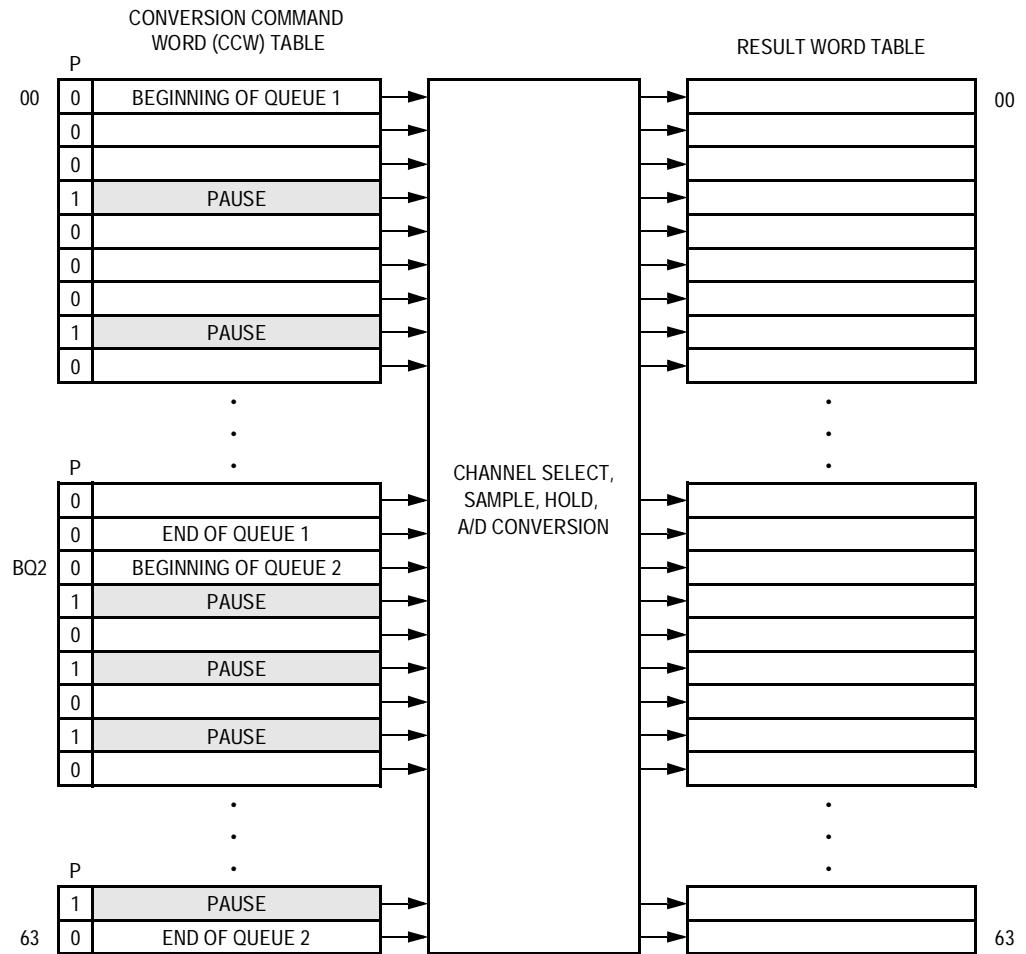 CONVERSION COMMAND
WORD (CCW) TABLE
RESULT WORD TABLE
P
00 0 BEGINNING OF QUEUE 1 00
0
0
1 PAUSE
0
0
0
1 PAUSE
0
.
.
.
P
CHANNEL SELECT,
SAMPLE, HOLD,
A/D CONVERSION
0
0 END OF QUEUE 1
BQ2 0 BEGINNING OF QUEUE 2
1 PAUSE
0
1 PAUSE
0
1 PAUSE
0
.
.
.
P
1 PAUSE
63 0 END OF QUEUE 2 63